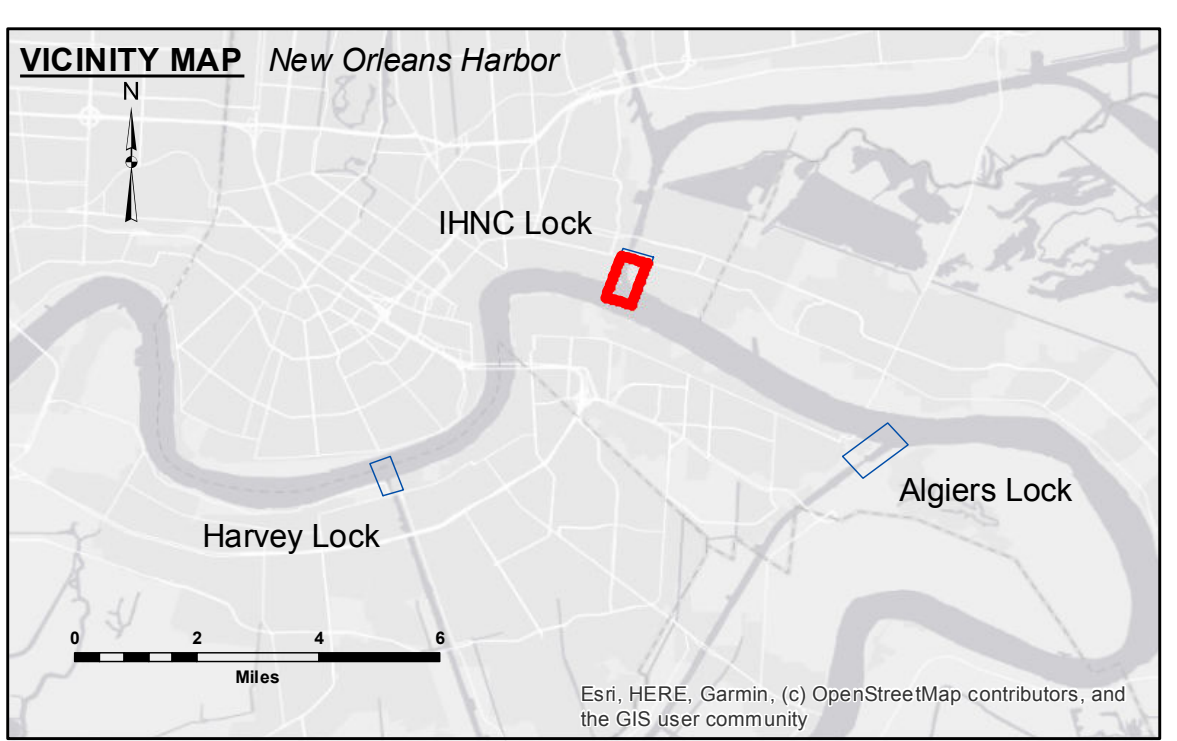 VICINITY MAP New Orleans Harbor
N
IHNC Lock
Algiers Lock
Harvey Lock
0 2 4 6
Miles
Esri, HERE, Garmin, (c) OpenStreetMap contributors, and
the GIS user community